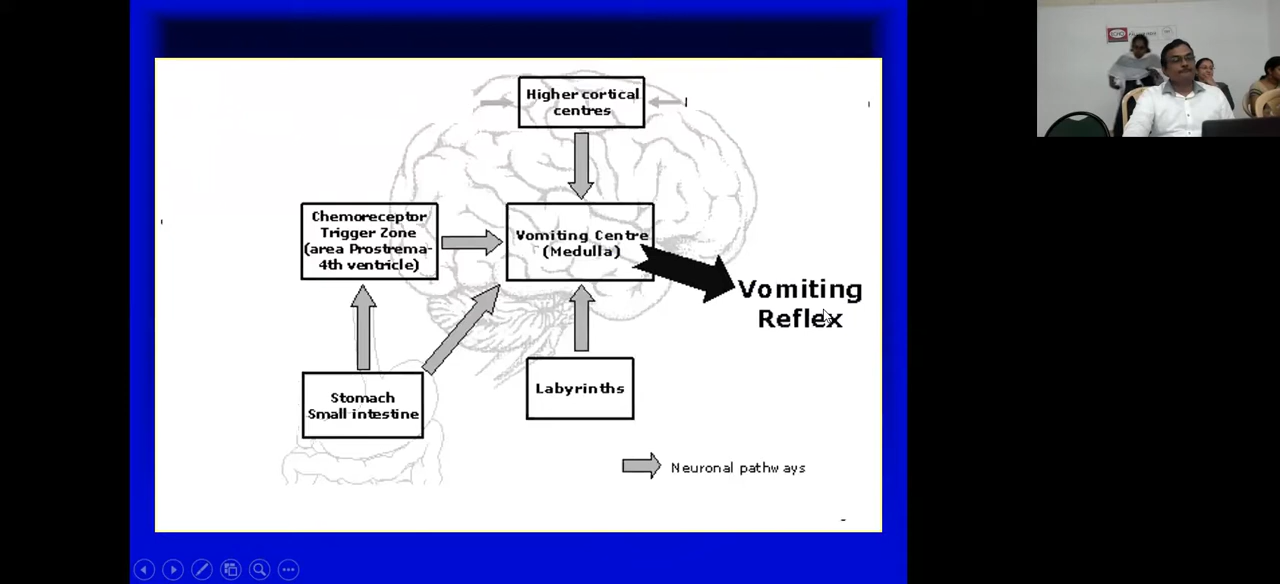 Higher cortical
centres
Chemoreceptor
Trigger Zone
(area Prostrema-
4th ventricle)
Vomiting Centre
(Medulla)
Vomiting
Reflex
Stomach
Small intestine
Labyrinths
Neuronal pathways